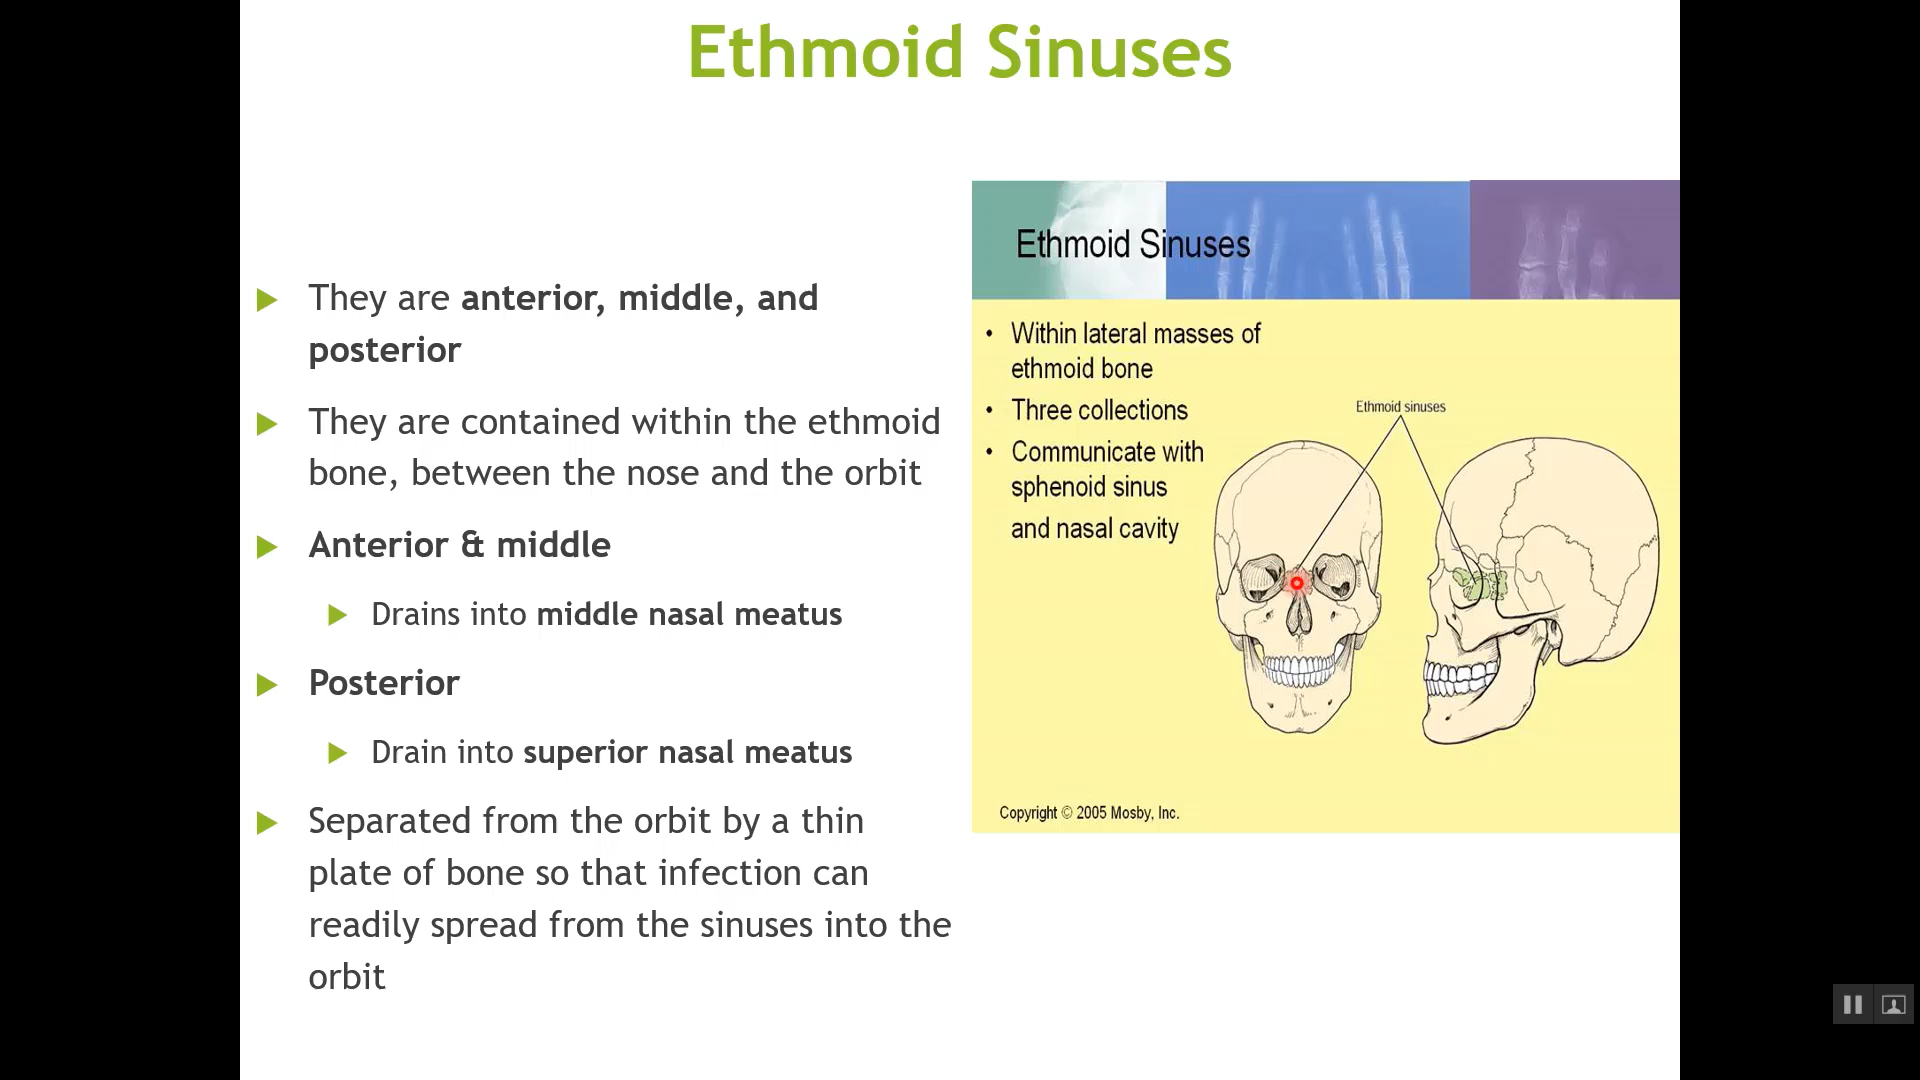 Ethmoid Sinuses
They are anterior, middle, and
posterior
They are contained within the ethmoid
bone, between the nose and the orbit
Anterior & middle
Drains into middle nasal meatus
Posterior
Drain into superior nasal meatus
Separated from the orbit by a thin
plate of bone so that infection can
readily spread from the sinuses into the
orbit
Ethmoid Sinuses
• Within lateral masses of
ethmoid bone
• Three collections
• Communicate with
sphenoid sinus
and nasal cavity
Ethmoid sinuses
Copyright © 2005 Mosby, Inc.